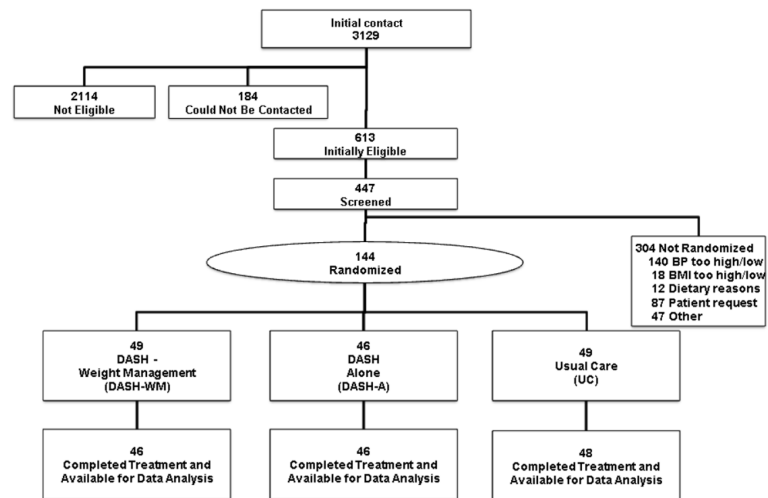 Initial contact
3129
2114
Not Eligible
184
Could Not Be Contacted
613
Initially Eligible
447
Screened
304 Not Randomized
140 BP too high/low
18 BMI too high/low
12 Dietary reasons
87 Patient request
47 Other
144
Randomized
49
DASH -
Weight Management
(DASH-WM)
46
DASH
Alone
(DASH-A)
49
Usual Care
(UC)
46
Completed Treatment and
Available for Data Analysis
46
Completed Treatment and
Available for Data Analysis
48
Completed Treatment and
Available for Data Analysis